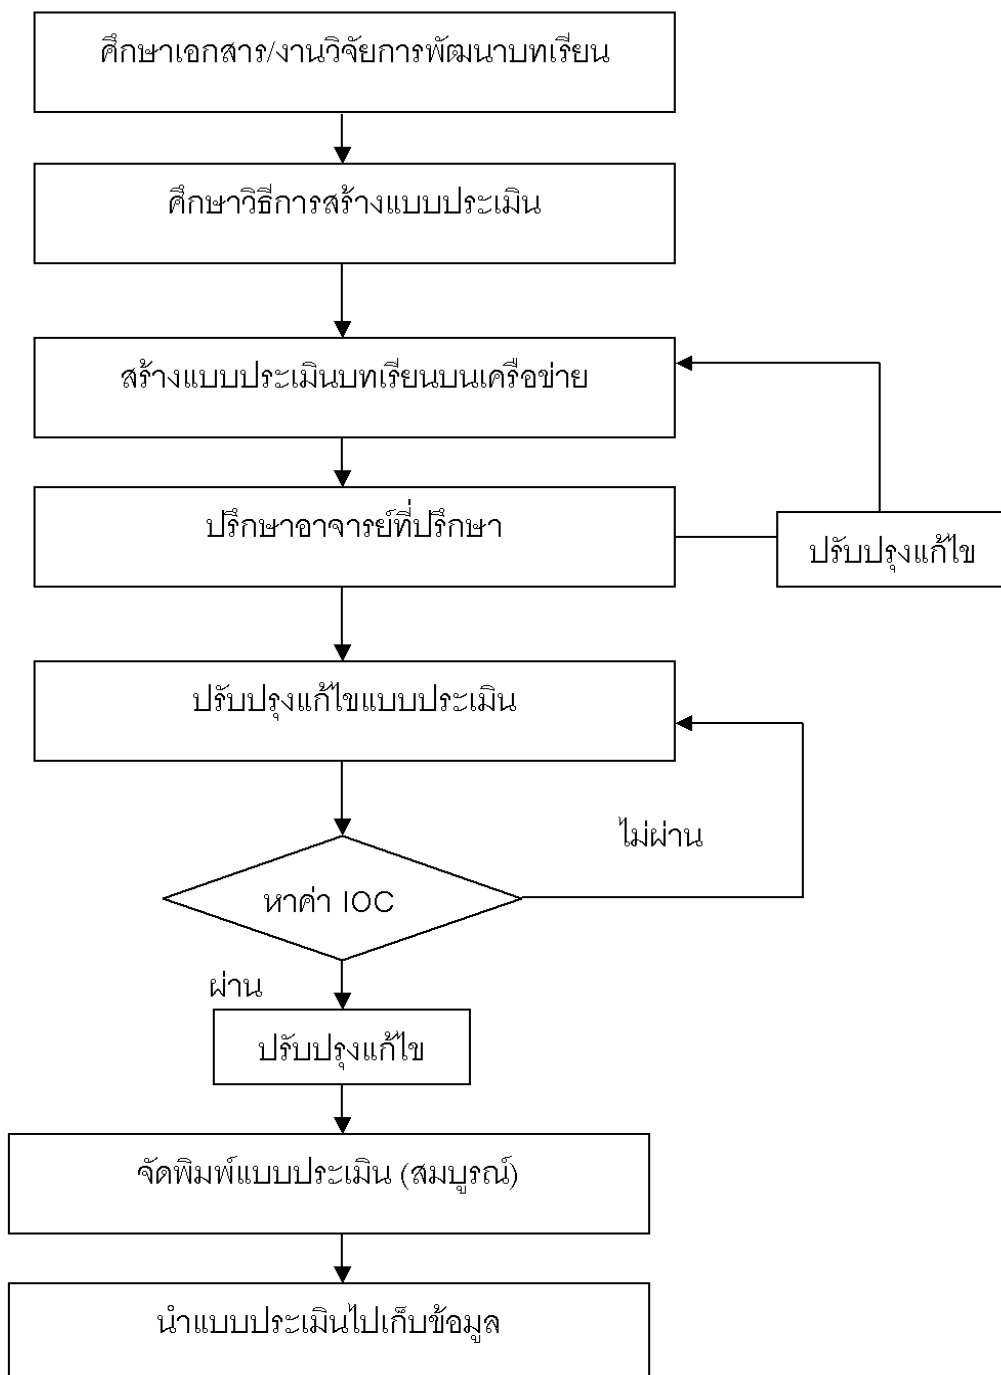 ศึกษาเอกสาร/งานวิจัยการพัฒนาบทเรียน
ศึกษาวิธีการสร้างแบบประเมิน
สร้างแบบประเมินบทเรียนบนเครือข่าย
ปรึกษาอาจารย์ที่ปรึกษา
ปรับปรุงแก้ไข
ปรับปรุงแก้ไขแบบประเมิน
ไม่ผ่าน
หาค่า IOC
ผ่าน
ปรับปรุงแก้ไข
จัดพิมพ์แบบประเมิน (สมบูรณ์)
นำแบบประเมินไปเก็บข้อมูล